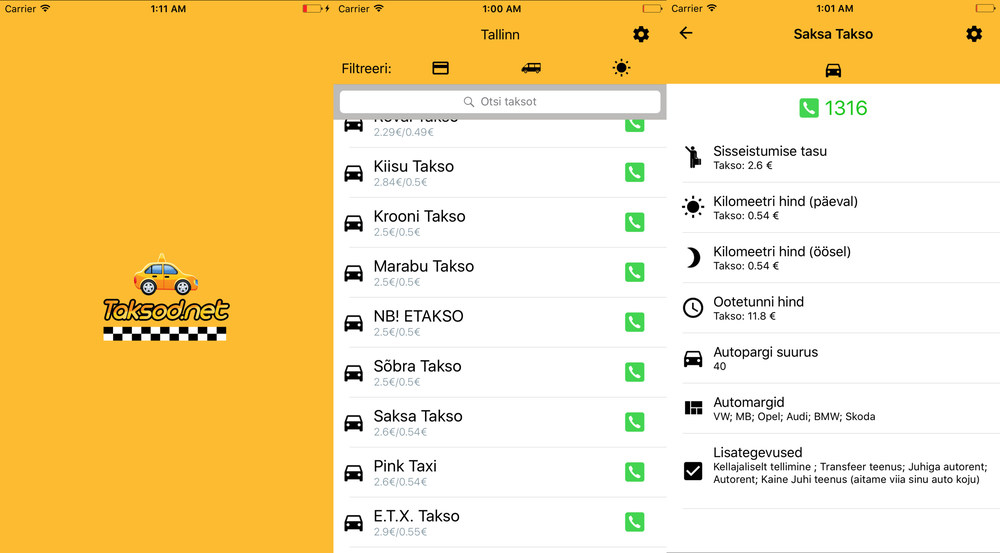 Carrier
1:11 AM
Taksod.net
Carrier
1:00 AM
Tallinn
Filtreeri:
Otsi taksot
2.29€/0.49€
Kiisu Takso
2.84€/0.5€
Krooni Takso
2.5€/0.5€
Marabu Takso
2.5€/0.5€
NB! ETAKSO
2.5€/0.5€
Sõbra Takso
2.5€/0.5€
Saksa Takso
2.6€/0.54€
Pink Taxi
2.6€/0.54€
E.T.X. Takso
2.9€/0.55€
Carrier
1:01 AM
Saksa Takso
1316
Sisseistumise tasu
Takso: 2.6 €
Kilomeetri hind (päeval)
Takso: 0.54 €
Kilomeetri hind (öösel)
Takso: 0.54 €
Ootetunni hind
Takso: 11.8 €
Autopargi suurus
40
Automargid
VW; MB; Opel; Audi; BMW; Skoda
Lisategevused
Kellajaliselt tellimine ; Transfeer teenus; Juhiga autorent;
Autorent; Kaine Juhi teenus (aitame viia sinu auto koju)